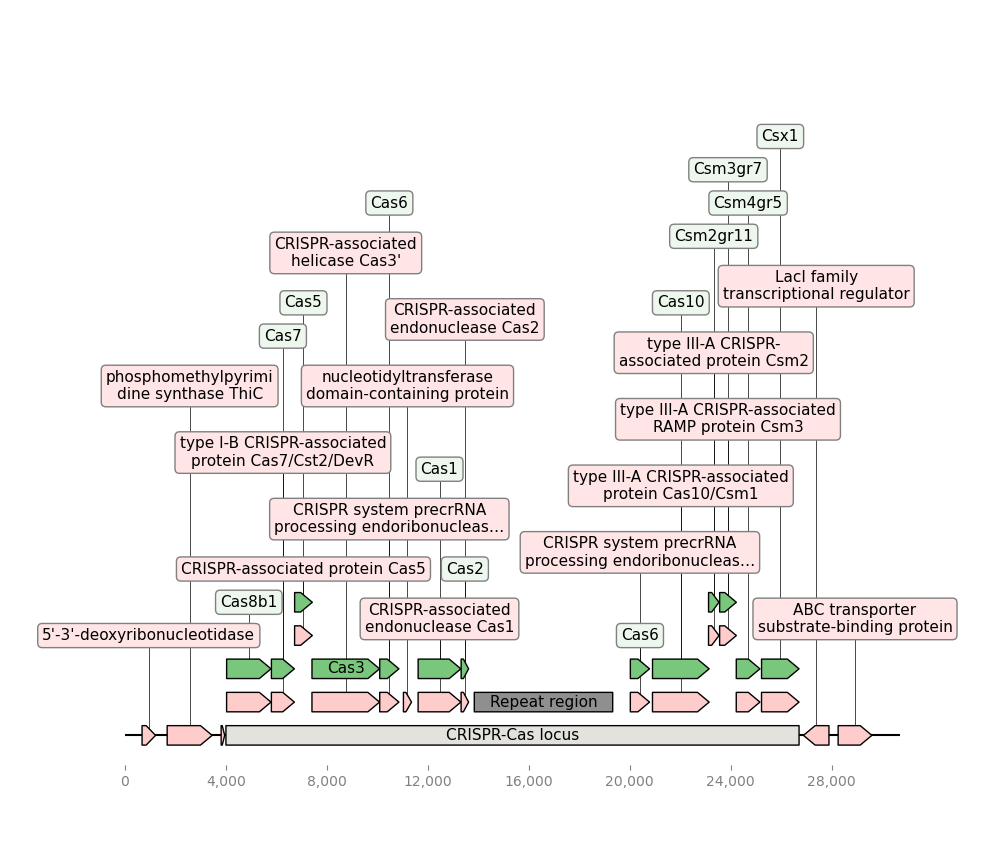 Csx1
Csm3gr7
Cas6
Csm4gr5
Csm2gr11
CRISPR-associated
helicase Cas3'
LacI family
transcriptional regulator
Cas5
Cas10
CRISPR-associated
endonuclease Cas2
Cas7
type III-A CRISPR-
associated protein Csm2
phosphomethylpyrimi
dine synthase ThiC
nucleotidyltransferase
domain-containing protein
type III-A CRISPR-associated
RAMP protein Csm3
type I-B CRISPR-associated
protein Cas7/Cst2/DevR
Cas1
type III-A CRISPR-associated
protein Cas10/Csm1
CRISPR system precrRNA
processing endoribonucleas...
CRISPR system precrRNA
processing endoribonucleas...
CRISPR-associated protein Cas5
Cas2
Cas8b1
CRISPR-associated
endonuclease Cas1
ABC transporter
substrate-binding protein
5'-3'-deoxyribonucleotidase
Cas6
Cas3
Repeat region
CRISPR-Cas locus
0 4,000 8,000 12,000 16,000 20,000 24,000 28,000